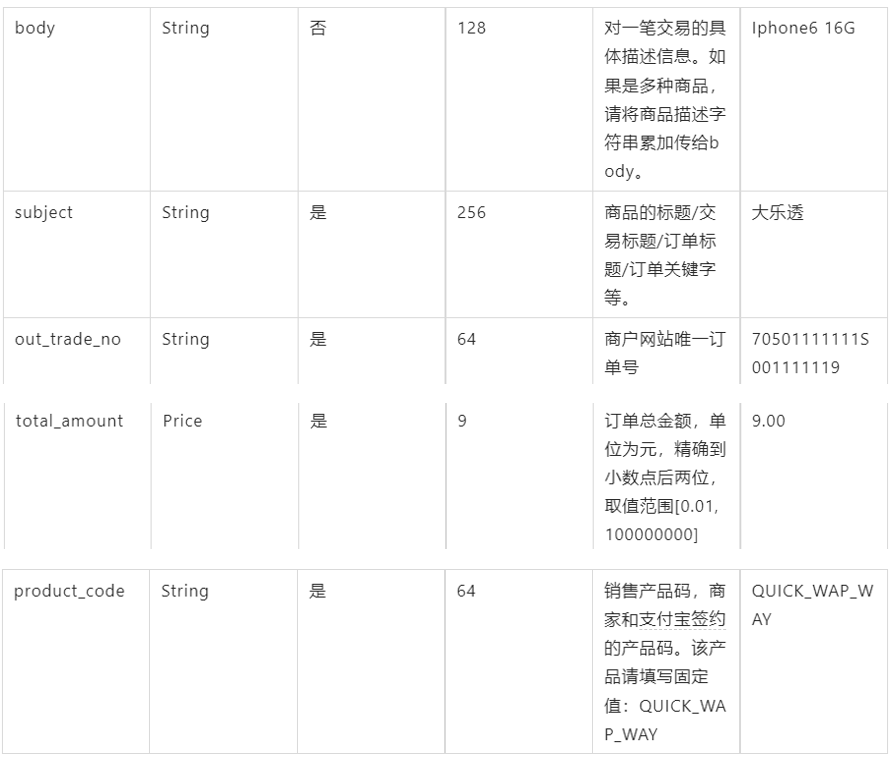 body String 否 128 对一笔交易的具 Iphone6 16G
体描述信息。如
果是多种商品，
请将商品描述字
符串累加传给b
ody。
subject String 是 256 商品的标题/交 大乐透
易标题/订单标
题/订单关键字
等。
out_trade_no String 是 64 商户网站唯一订 70501111111S
单号 001111119
total_amount Price 是 9 订单总金额，单 9.00
位为元，精确到
小数点后两位，
取值范围[0.01,
100000000]
product_code String 是 64 销售产品码，商 QUICK_WAP_W
家和支付宝签约 AY
的产品码。该产
品请填写固定
值：QUICK_WA
P_WAY